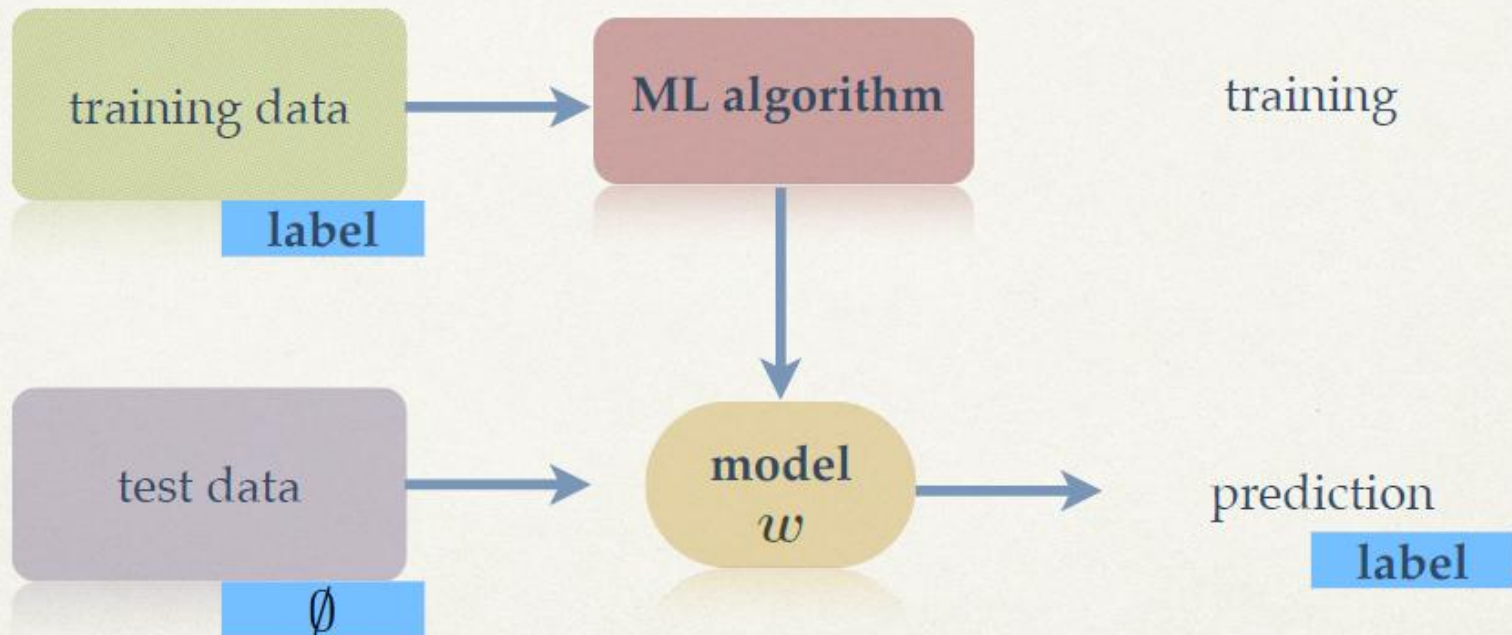 training data
ML algorithm
training
label
test data
model
w
prediction
label
∅